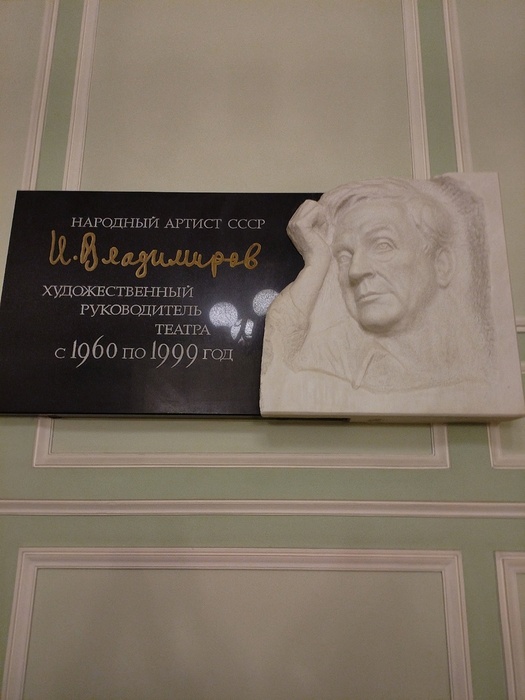 НАРОДНЫЙ АРТИСТ СССР
И. Владимиров
ХУДОЖЕСТВЕННЫЙ
РУКОВОДИТЕЛЬ
ТЕАТРА
С 1960 ПО 1999 ГОД